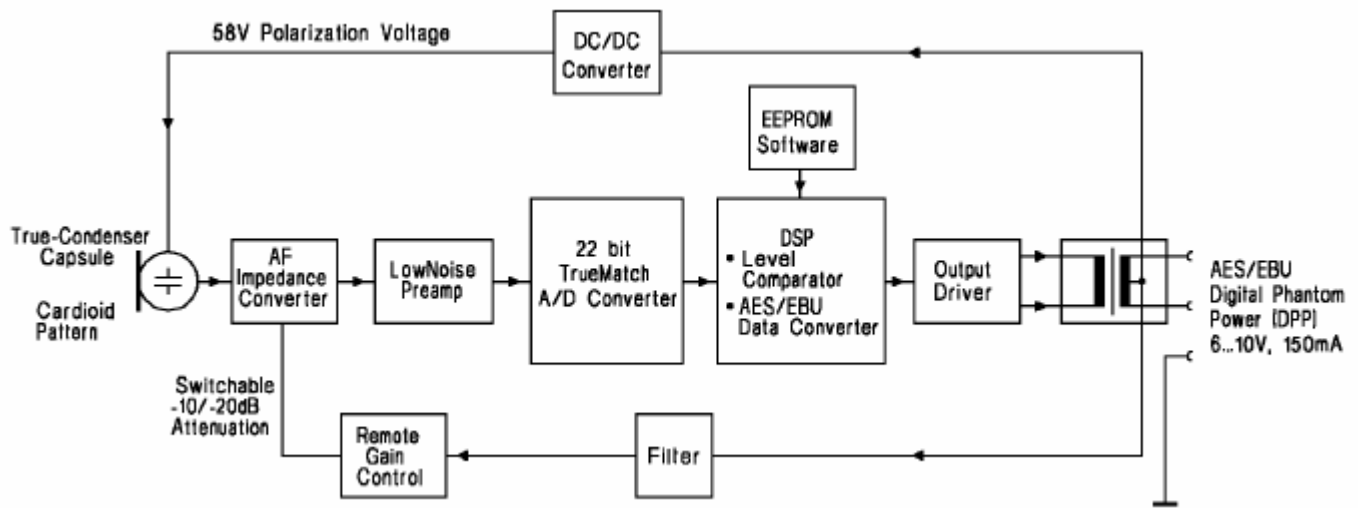 58V Polarization Voltage
DC/DC
Converter
EEPROM
Software
True-Condenser
Capsule
Cardioid
Pattern
AF
Impedance
Converter
LowNoise
Preamp
22 bit
TrueMatch
A/D Converter
DSP
▪ Level
Comparator
▪ AES/EBU
Data Converter
Output
Driver
AES/EBU
Digital Phantom
Power (DPP)
6...10V, 150mA
Switchable
-10/-20dB
Attenuation
Remote
Gain
Control
Filter